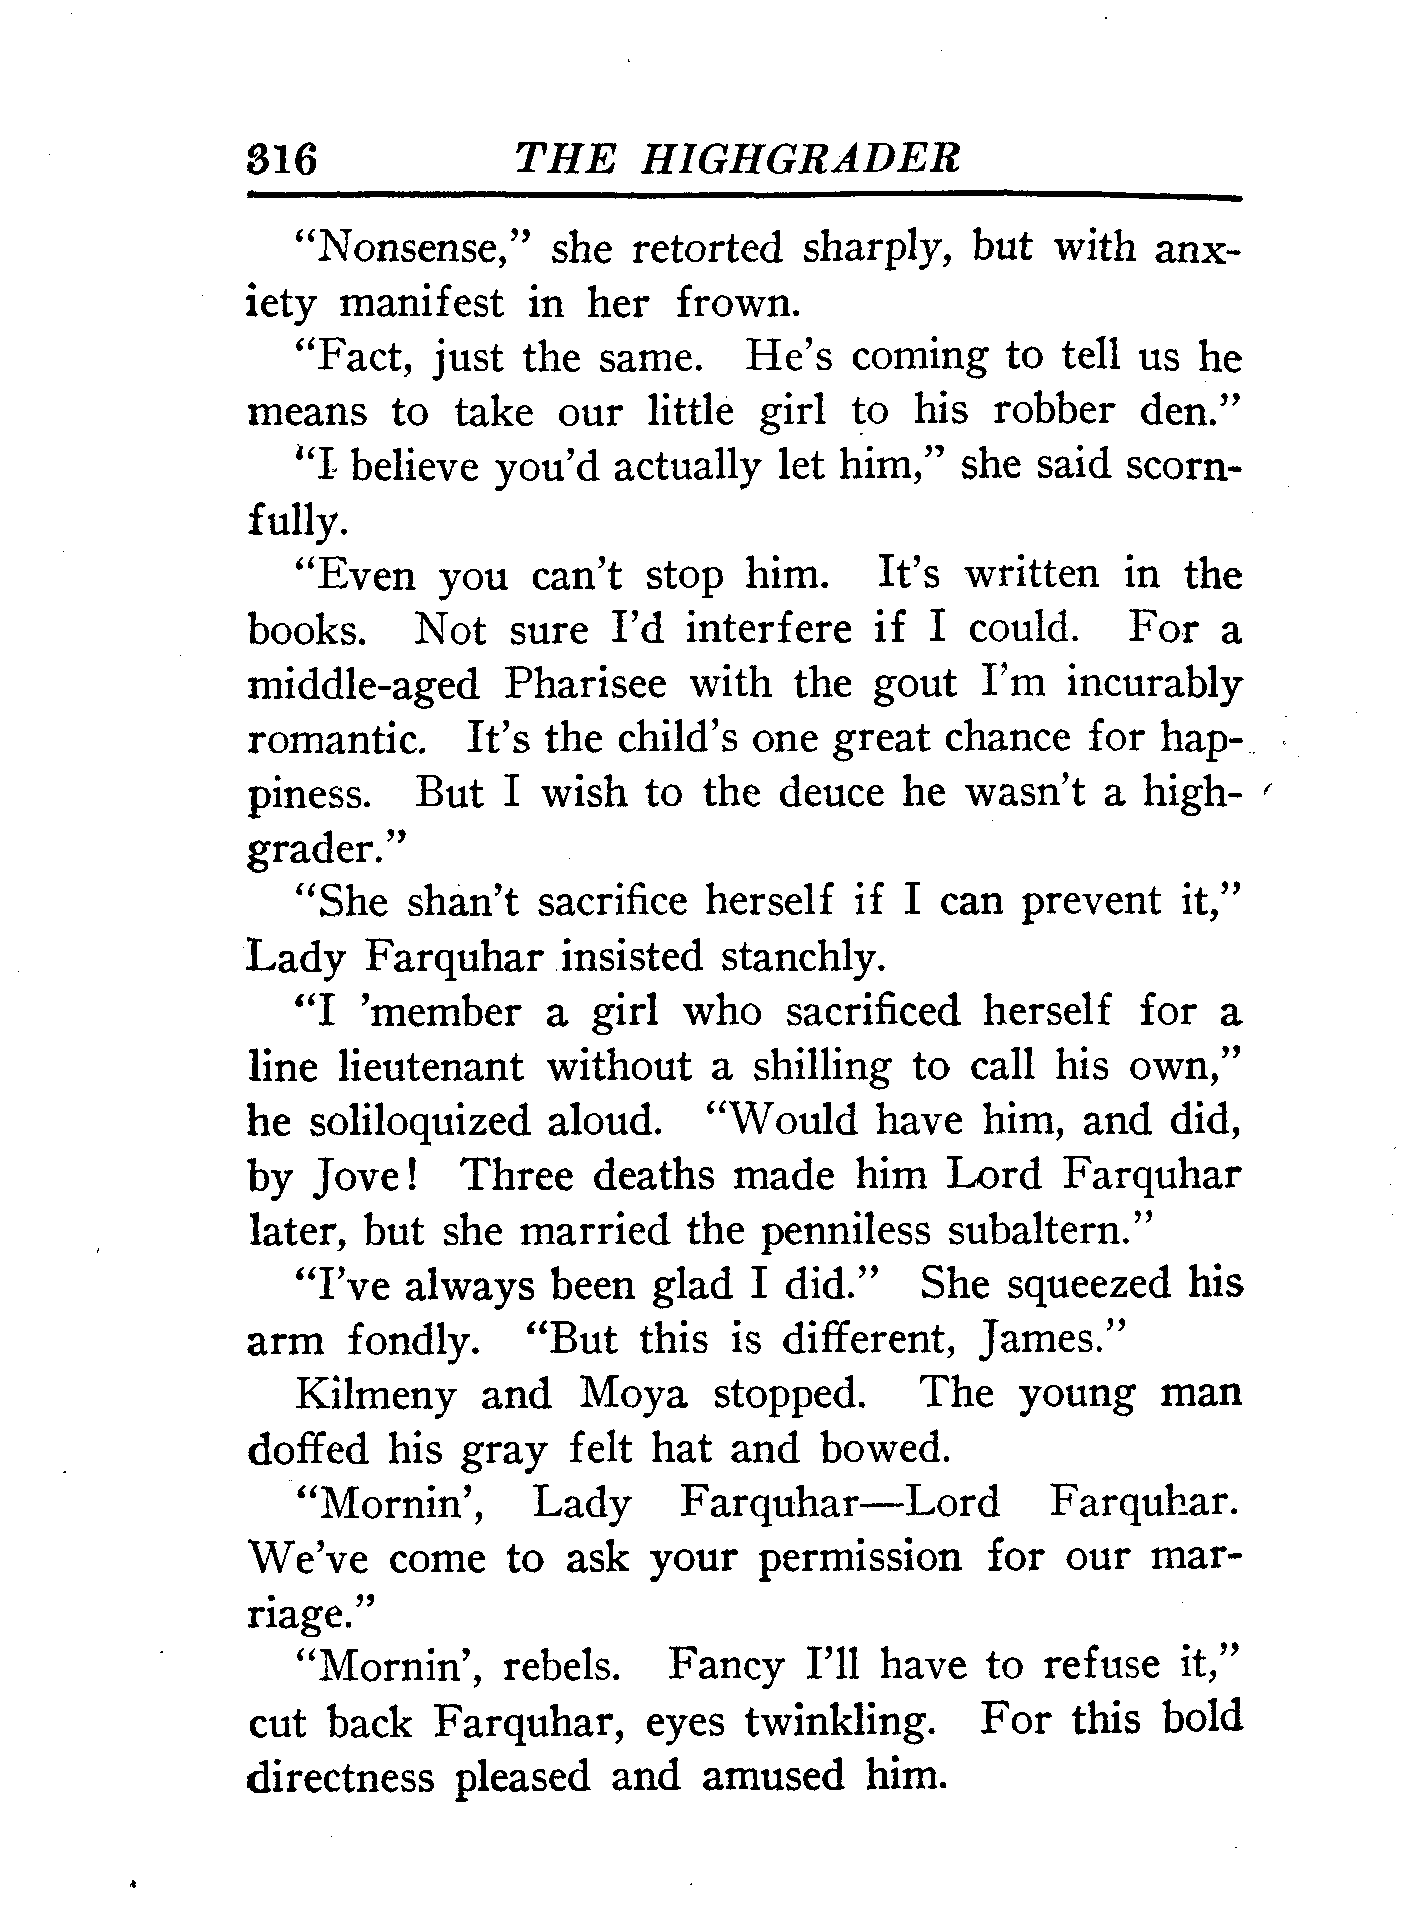 316 THE HIGHGRADER
“Nonsense,” she retorted sharply, but with anx-
iety manifest in her frown.
“Fact, just the same. He’s coming to tell us he
means to take our little girl to his robber den.”
“I believe you’d actually let him,” she said scorn-
fully.
“Even you can’t stop him. It’s written in the
books. Not sure I’d interfere if I could. For a
middle-aged Pharisee with the gout I’m incurably
romantic. It’s the child’s one great chance for hap-
piness. But I wish to the deuce he wasn’t a high-
grader.”
“She shan’t sacrifice herself if I can prevent it,”
Lady Farquhar insisted stanchly.
“I ’member a girl who sacrificed herself for a
line lieutenant without a shilling to call his own,”
he soliloquized aloud. “Would have him, and did,
by Jove! Three deaths made him Lord Farquhar
later, but she married the penniless subaltern.”
“I’ve always been glad I did.” She squeezed his
arm fondly. “But this is different, James.”
Kilmeny and Moya stopped. The young man
doffed his gray felt hat and bowed.
“Mornin’, Lady Farquhar—Lord Farquhar.
We’ve come to ask your permission for our mar-
riage.”
“Mornin’, rebels. Fancy I’ll have to refuse it,”
cut back Farquhar, eyes twinkling. For this bold
directness pleased and amused him.